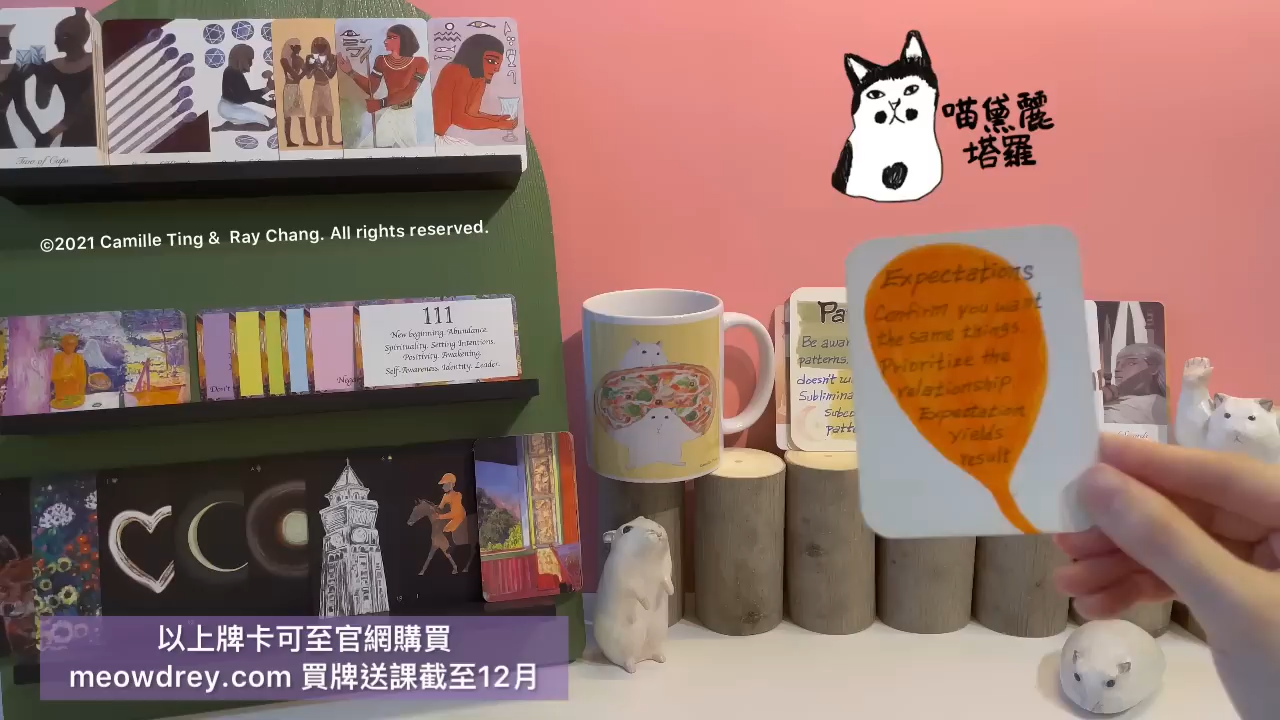 Two of Cups
喵黛麗
塔羅
©2021 Camille Ting & Ray Chang. All rights reserved.
111
New beginning. Abundance.
Spirituality. Setting Intentions.
Positivity. Awakening.
Self-Awareness. Identity. Leader.
Don't
Expectations
Confirm you want
the same things.
Prioritize the
relationship
Expectation
yields
result
Pa
Be awar
patterns.
doesn't w
Sublimina
Subco
patte
以上牌卡可至官網購買
meowdrey.com 買牌送課截至12月